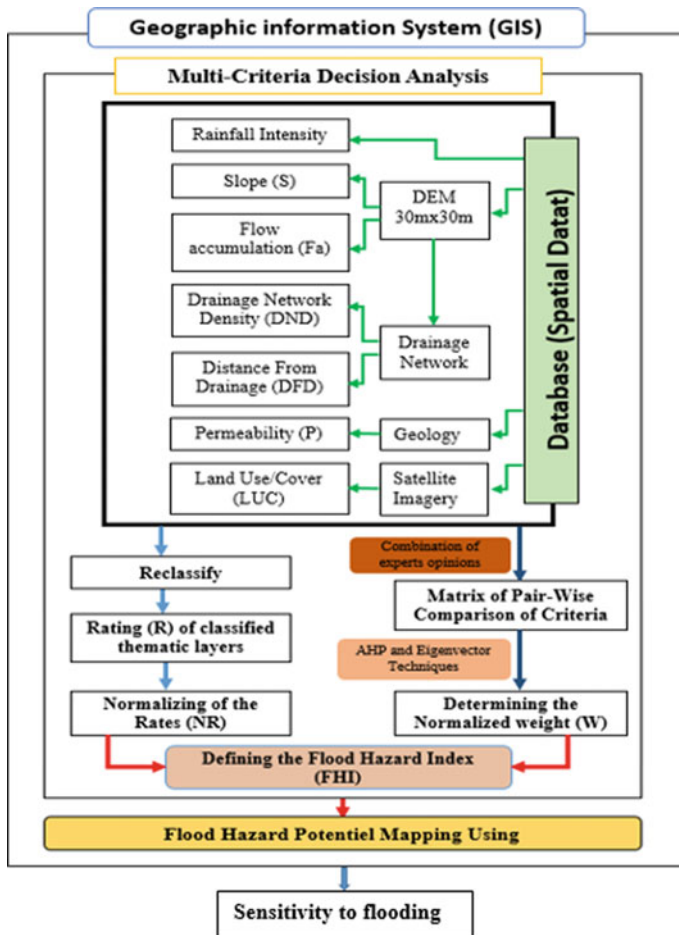 Geographic information System (GIS)
Multi-Criteria Decision Analysis
Rainfall Intensity
Slope (S)
Flow
accumulation (Fa)
DEM
30mx30m
Drainage Network
Density (DND)
Distance From
Drainage (DFD)
Drainage
Network
Permeability (P)
Geology
Land Use/Cover
(LUC)
Satellite
Imagery
Database (Spatial Datat)
Combination of
experts opinions
Reclassify
Matrix of Pair-Wise
Comparison of Criteria
Rating (R) of classified
thematic layers
AHP and Eigenvector
Techniques
Normalizing of the
Rates (NR)
Determining the
Normalized weight (W)
Defining the Flood Hazard Index
(FHI)
Flood Hazard Potentiel Mapping Using
Sensitivity to flooding